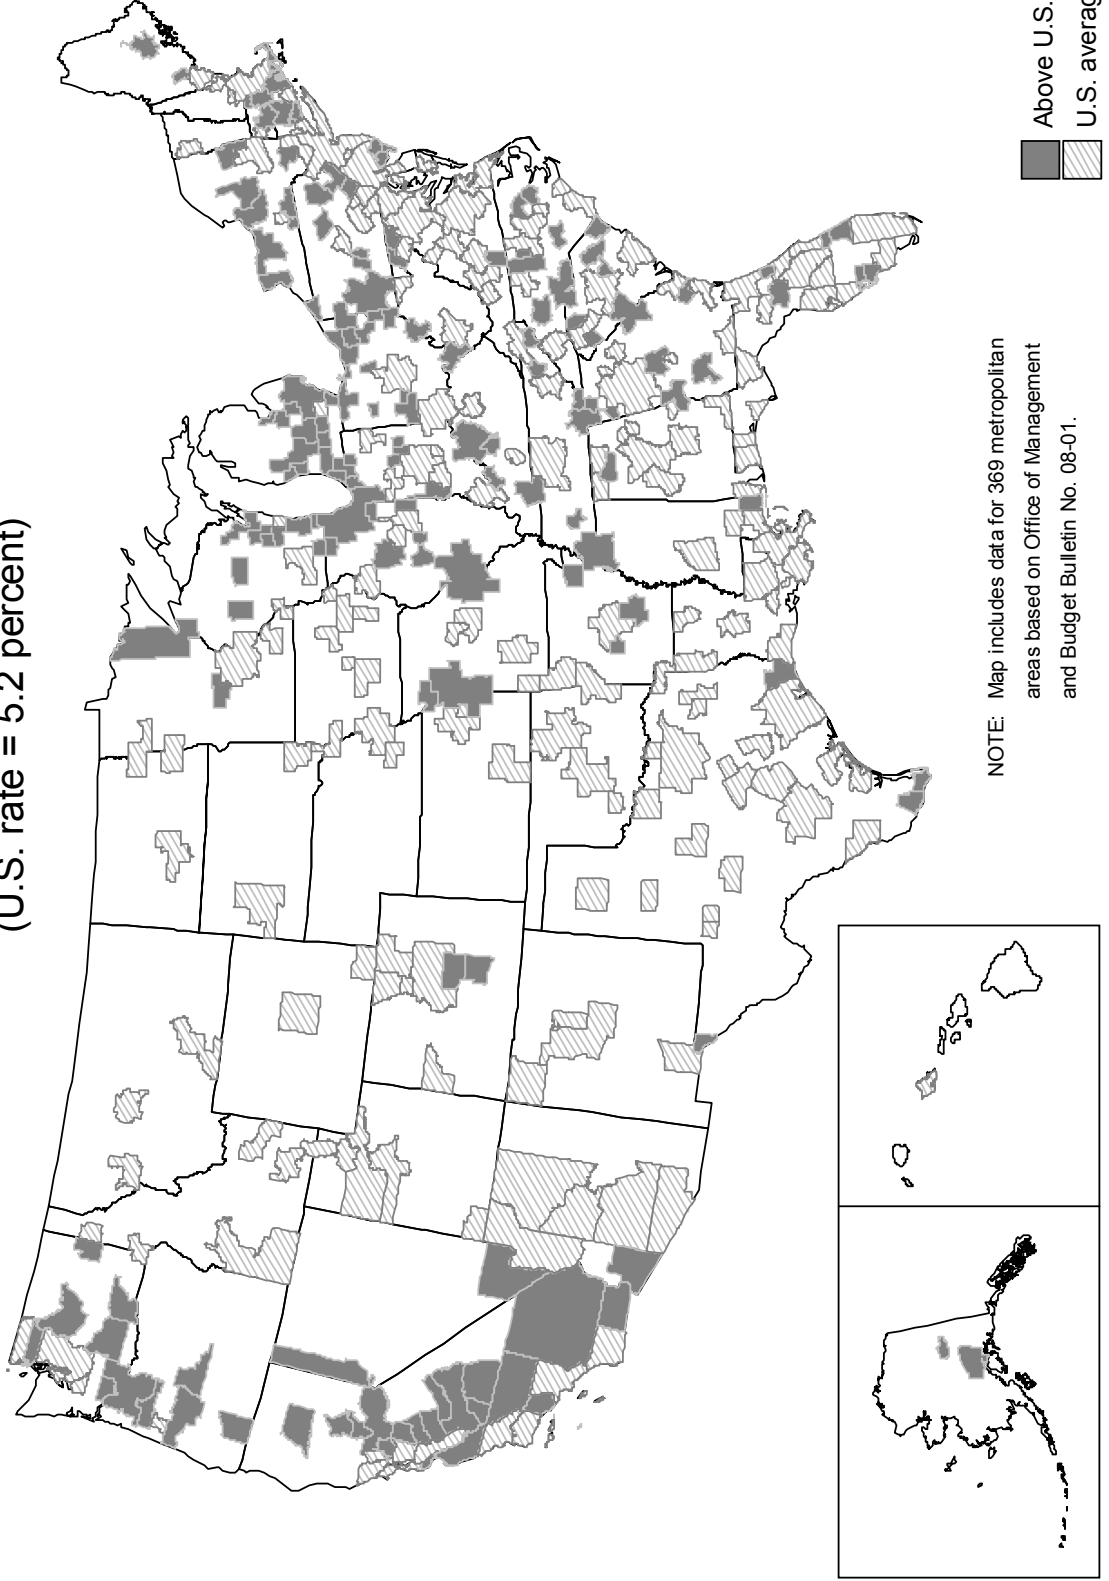 (U.S. rate = 5.2 percent)
Above U.S.
U.S. averag
NOTE: Map includes data for 369 metropolitan
areas based on Office of Management
and Budget Bulletin No. 08-01.